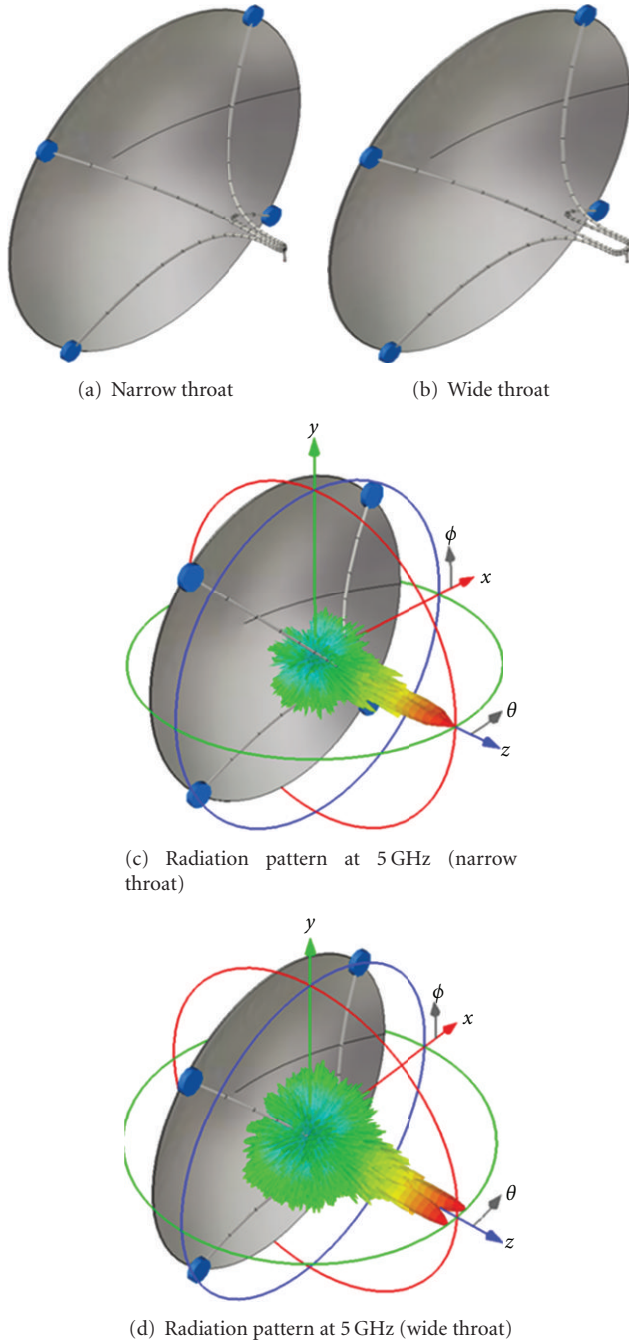 (a) Narrow throat
(b) Wide throat
y
ϕ
x
θ
z
(c) Radiation pattern at 5 GHz (narrow
throat)
y
ϕ
x
θ
z
(d) Radiation pattern at 5 GHz (wide throat)